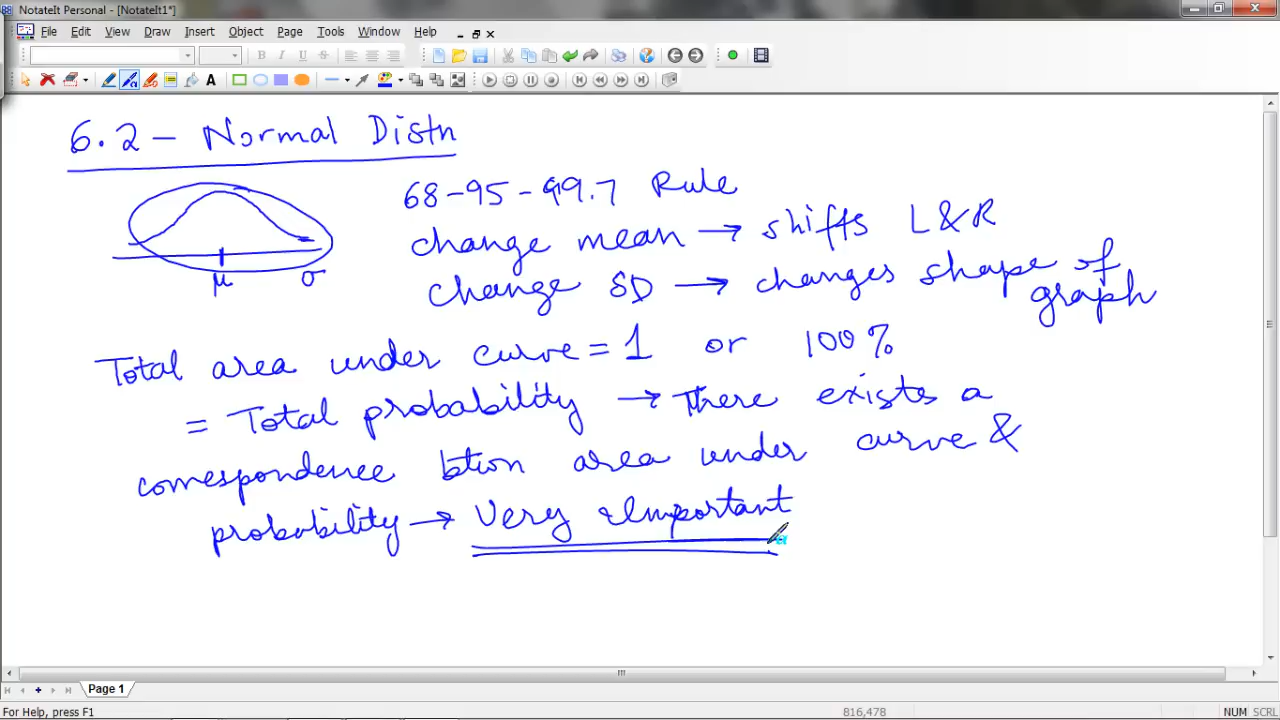 NotateIt Personal - [NotateIt1*]
File Edit View Draw Insert Object Page Tools Window Help
B I U S A
6.2 - Normal Distn
68-95-99.7 Rule
change mean → shifts L & R
μ σ
change SD → changes shape of
graph
Total area under curve = 1 or 100%
= Total probability → There exists a
correspondence btwn area under curve &
probability → Very Important
Page 1
For Help, press F1 816,478 NUM SCRL